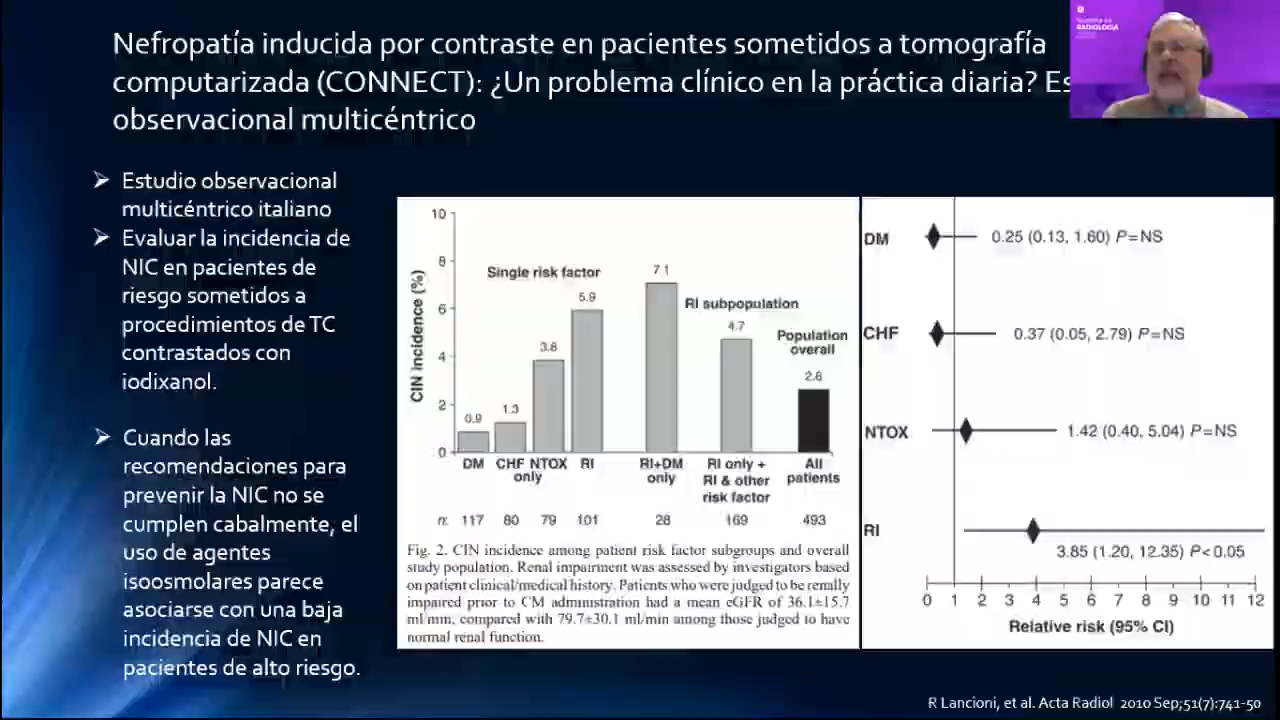 Nefropatía inducida por contraste en pacientes sometidos a tomografía
computarizada (CONNECT): ¿Un problema clínico en la práctica diaria? Es
observacional multicéntrico
RADIOLOGÍA
Estudio observacional
multicéntrico italiano
Evaluar la incidencia de
NIC en pacientes de
riesgo sometidos a
procedimientos de TC
contrastados con
iodixanol.
Cuando las
recomendaciones para
prevenir la NIC no se
cumplen cabalmente, el
uso de agentes
isoosmolares parece
asociarse con una baja
incidencia de NIC en
pacientes de alto riesgo.
CIN incidence (%)
10
8
6
4
2
0
Single risk factor
RI subpopulation
Population
overall
0.9
1.3
3.8
5.9
7.1
4.7
2.8
DM CHF NTOX RI
only
RI+DM
only
RI only +
RI & other
risk factor
All
patients
n: 117 80 79 101 28 169 493
Fig. 2. CIN incidence among patient risk factor subgroups and overall
study population. Renal impairment was assessed by investigators based
on patient clinical/medical history. Patients who were judged to be renally
impaired prior to CM administration had a mean eGFR of 36.1±15.7
ml/min, compared with 79.7±30.1 ml/min among those judged to have
normal renal function.
DM 0.25 (0.13, 1.60) P=NS
CHF 0.37 (0.05, 2.79) P=NS
NTOX 1.42 (0.40, 5.04) P=NS
RI
3.85 (1.20, 12.35) P<0.05
0 1 2 3 4 5 6 7 8 9 10 11 12
Relative risk (95% CI)
R Lancioni, et al. Acta Radiol 2010 Sep;51(7):741-50